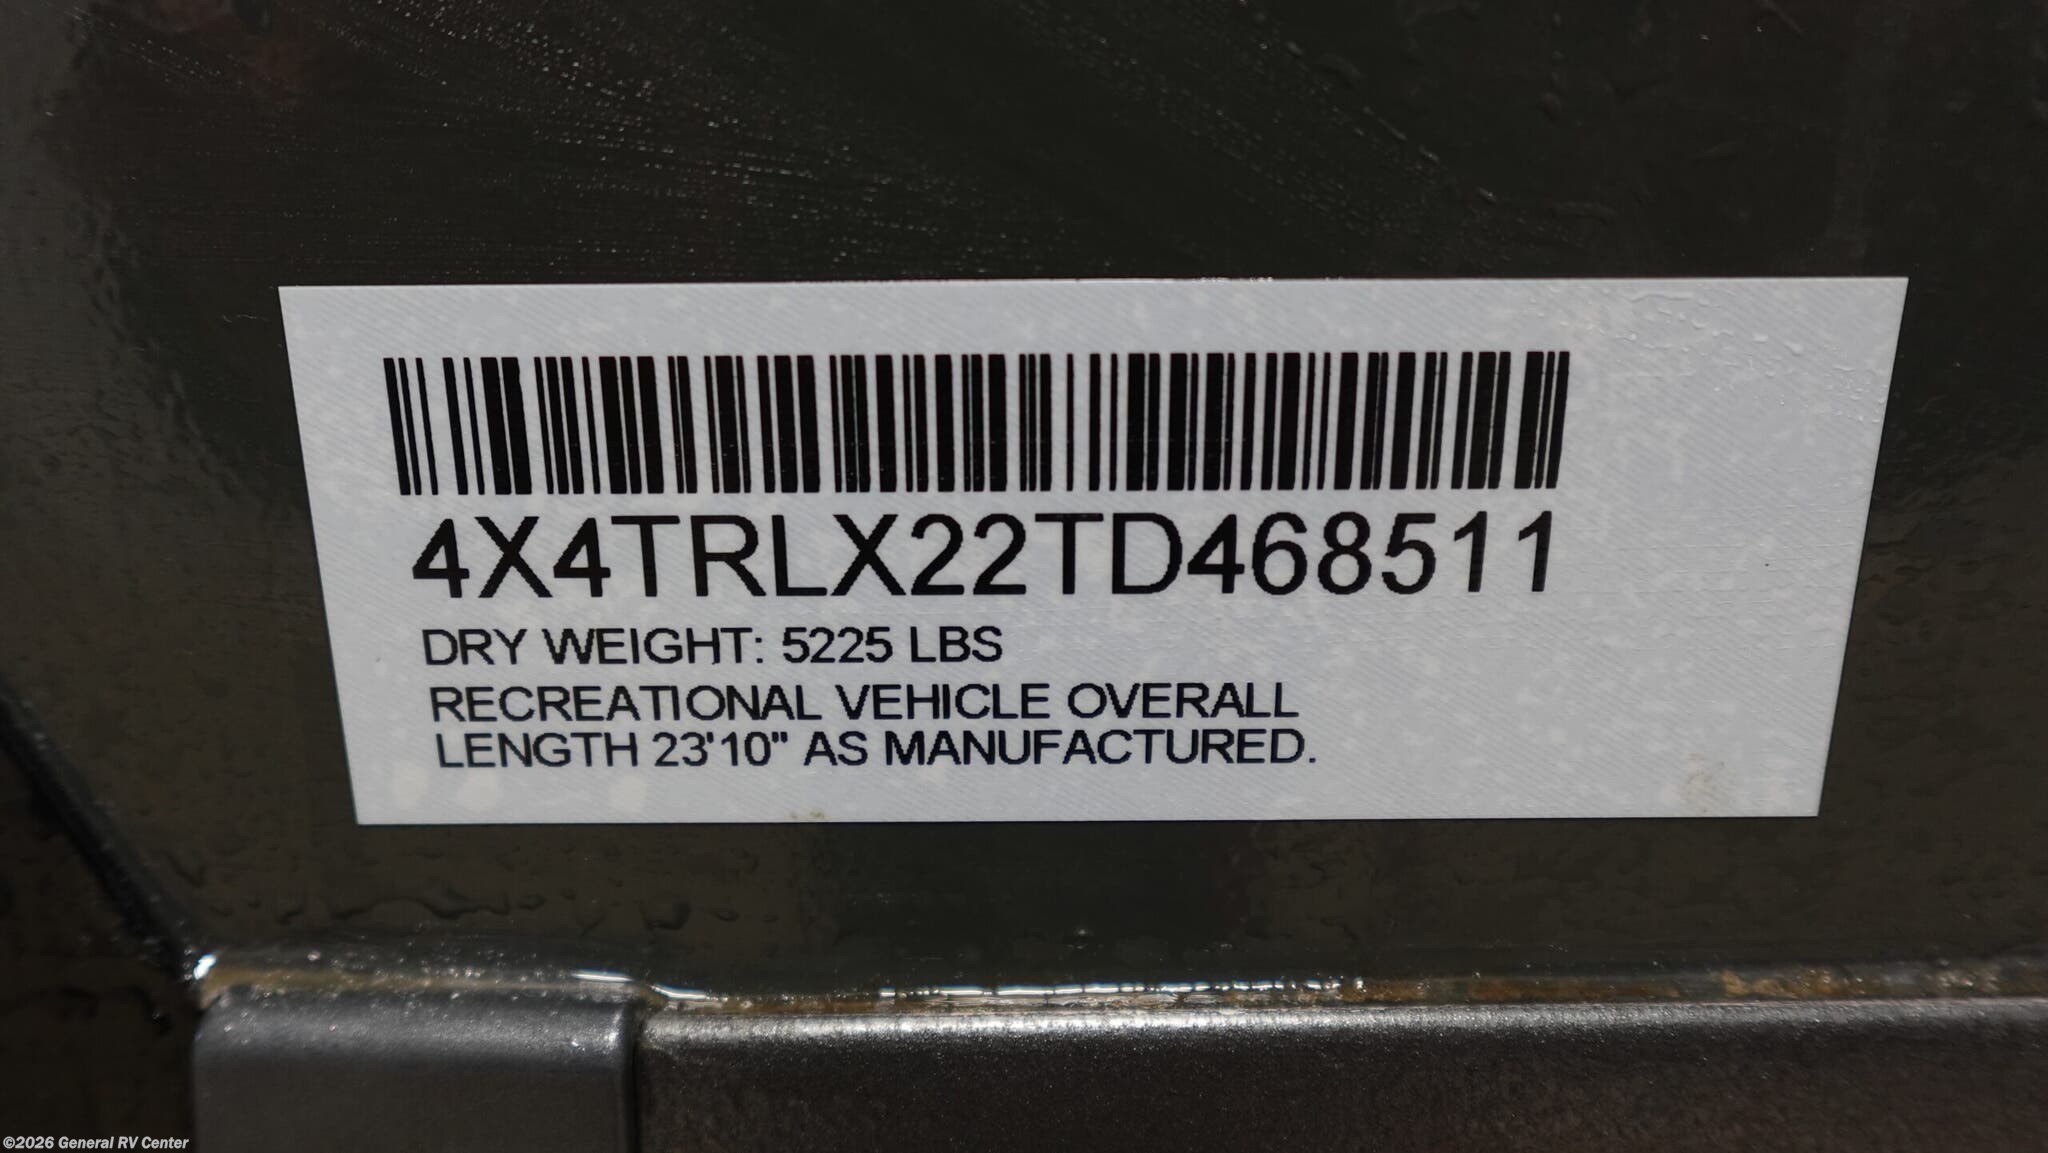 4X4TRLX22TD468511
DRY WEIGHT: 5225 LBS
RECREATIONAL VEHICLE OVERALL
LENGTH 23'10" AS MANUFACTURED.
©2026 General RV Center